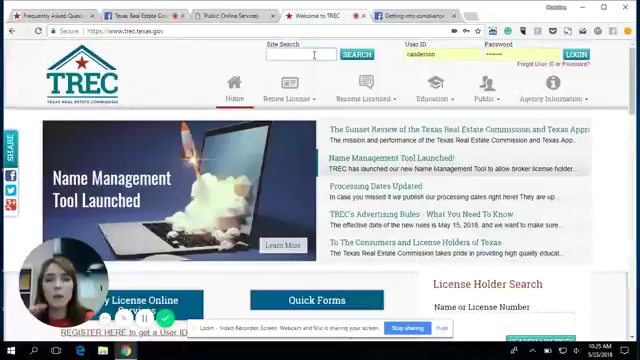 Frequently Asked Ques
Texas Real Estate Gov
Public Online Services
Welcome to TREC
Getting into complianc
Secure
https://www.trec.texas.gov
Site Search
SEARCH
User ID
canderson
Password
LOGIN
Forgot User ID or Password?
TREC
TEXAS REAL ESTATE COMMISSION
Home
Renew License
Become Licensed
Education
Public
Agency Information
SHARE
Name Management
Tool Launched
Learn More
The Sunset Review of the Texas Real Estate Commission and Texas Appra
The mission and performance of the Texas Real Estate Commission and Texas App...
Name Management Tool Launched!
TREC has launched our new Name Management Tool to allow broker license holder...
Processing Dates Updated
In case you missed it we publish our processing dates right here! They are up...
TREC's Advertising Rules - What You Need To Know
The effective date of the new rules is May 15, 2018, and we want to make sure...
To The Consumers and License Holders of Texas
The Texas Real Estate Commission takes pride in providing high quality educat...
License Online
Services
Quick Forms
License Holder Search
Name or License Number
REGISTER HERE to get a User ID
Loom - Video Recorder: Screen, Webcam and Mic is sharing your screen.
Stop sharing
Hide
10:25 AM
5/23/2018